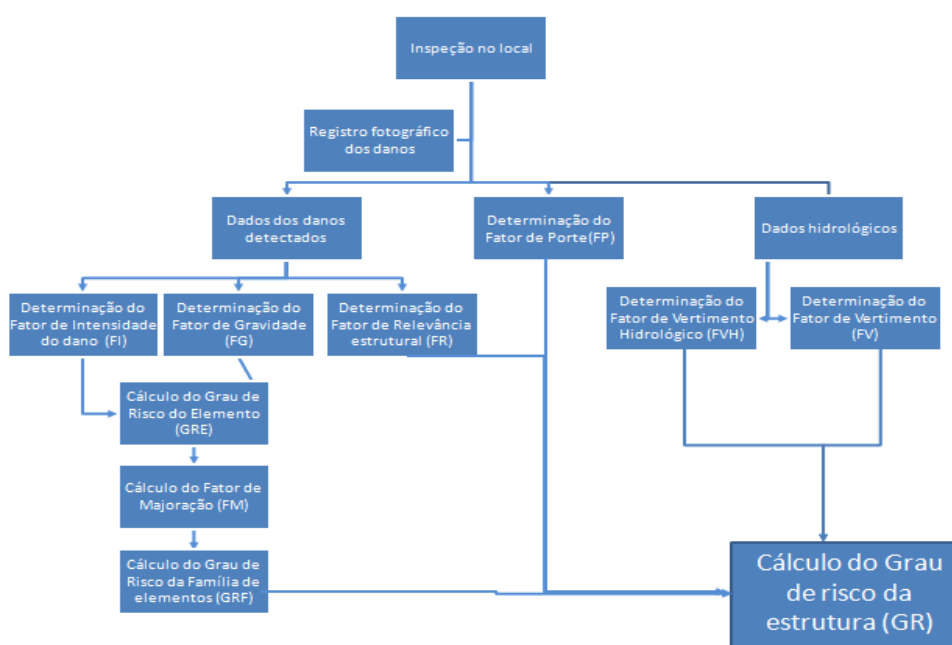 Inspeção no local
Registro fotográfico
dos danos
Dados dos danos
detectados
Determinação do
Fator de Porte(FP)
Dados hidrológicos
Determinação do
Fator de Intensidade
do dano (FI)
Determinação do
Fator de Gravidade
(FG)
Determinação do
Fator de Relevância
estrutural (FR)
Determinação do
Fator de Vertimento
Hidrológico (FVH)
Determinação do
Fator de Vertimento
(FV)
Cálculo do Grau de
Risco do Elemento
(GRE)
Cálculo do Fator de
Majoração (FM)
Cálculo do Grau de
Risco da Família de
elementos (GRF)
Cálculo do Grau
de risco da
estrutura (GR)